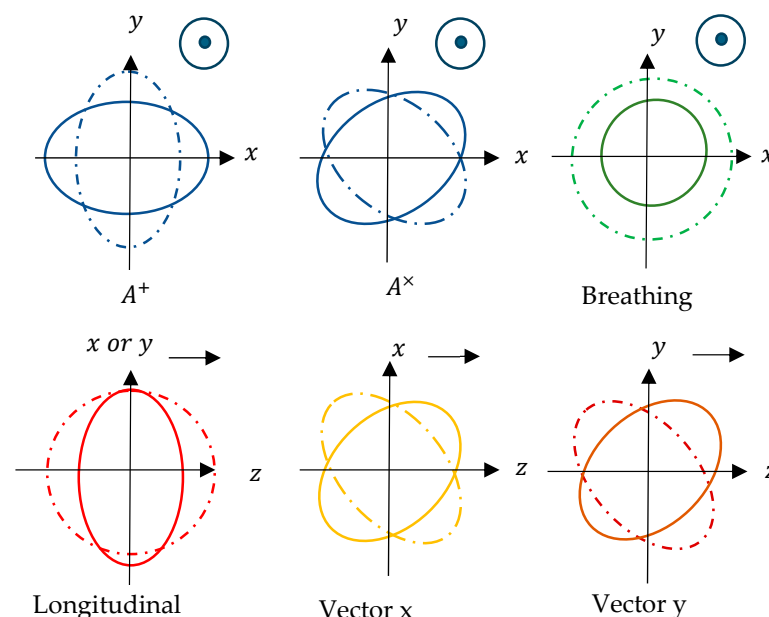 y
y
y
x
x
x
A⁺
A×
Breathing
x or y
x
y
z
z
z
Longitudinal
Vector x
Vector y